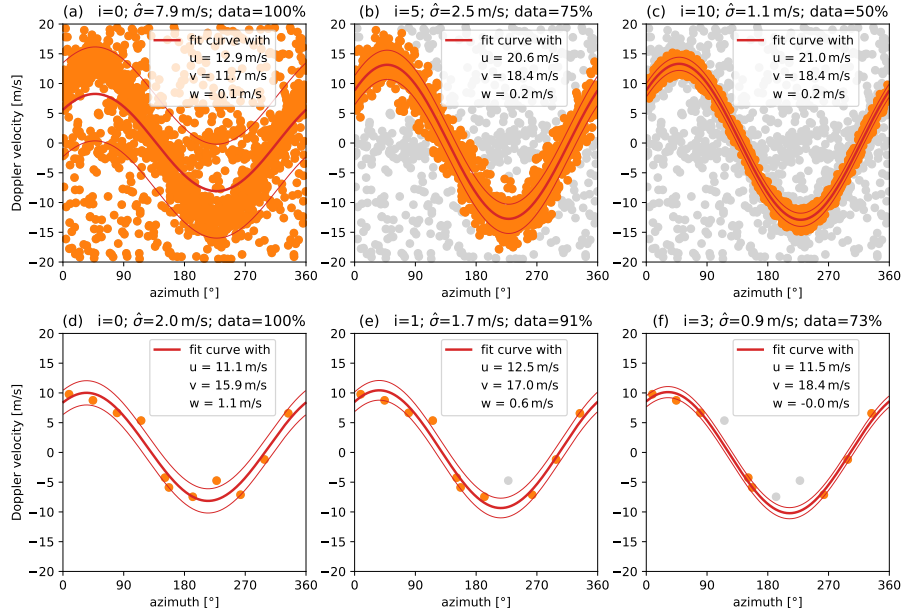 (a) i=0; σ̂=7.9 m/s; data=100%
20
15
10
5
0
−5
−10
−15
−20
Doppler velocity [m/s]
0 90 180 270 360
azimuth [°]
fit curve with
u = 12.9 m/s
v = 11.7 m/s
w = 0.1 m/s
(b) i=5; σ̂=2.5 m/s; data=75%
20
15
10
5
0
−5
−10
−15
−20
0 90 180 270 360
azimuth [°]
fit curve with
u = 20.6 m/s
v = 18.4 m/s
w = 0.2 m/s
(c) i=10; σ̂=1.1 m/s; data=50%
20
15
10
5
0
−5
−10
−15
−20
0 90 180 270 360
azimuth [°]
fit curve with
u = 21.0 m/s
v = 18.4 m/s
w = 0.2 m/s
(d) i=0; σ̂=2.0 m/s; data=100%
20
15
10
5
0
−5
−10
−15
−20
Doppler velocity [m/s]
0 90 180 270 360
azimuth [°]
fit curve with
u = 11.1 m/s
v = 15.9 m/s
w = 1.1 m/s
(e) i=1; σ̂=1.7 m/s; data=91%
20
15
10
5
0
−5
−10
−15
−20
0 90 180 270 360
azimuth [°]
fit curve with
u = 12.5 m/s
v = 17.0 m/s
w = 0.6 m/s
(f) i=3; σ̂=0.9 m/s; data=73%
20
15
10
5
0
−5
−10
−15
−20
0 90 180 270 360
azimuth [°]
fit curve with
u = 11.5 m/s
v = 18.4 m/s
w = -0.0 m/s